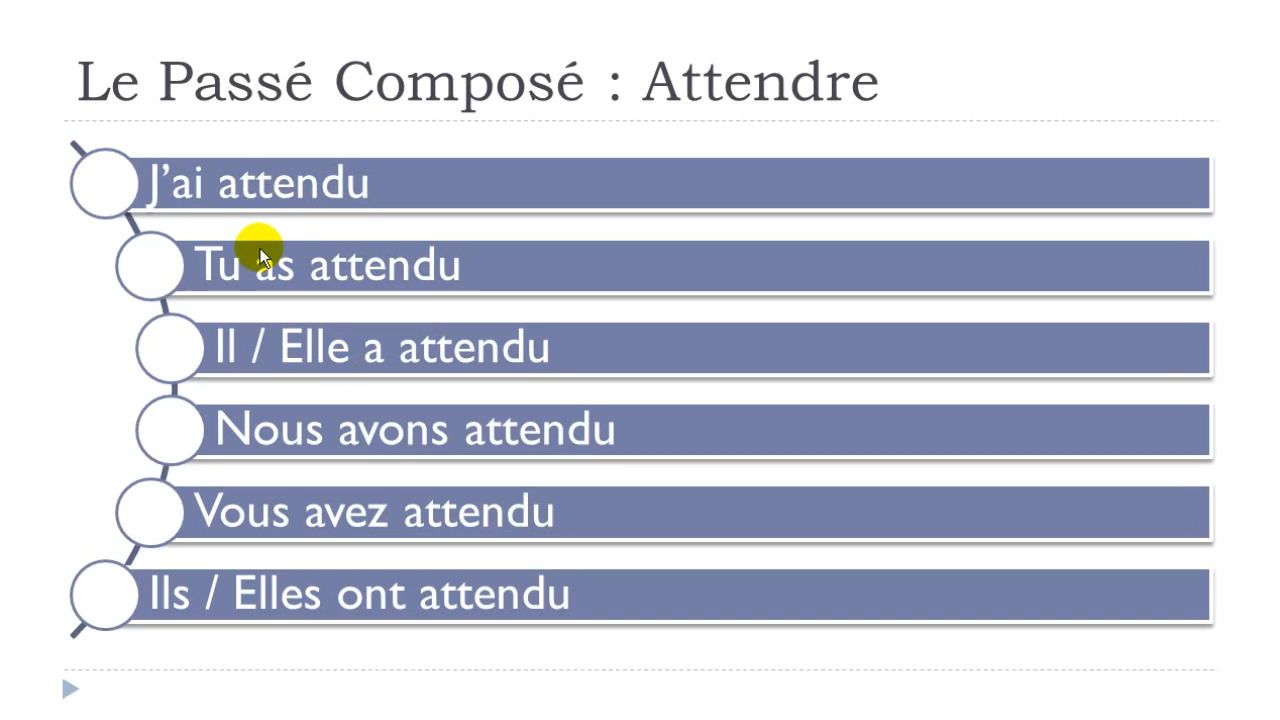 Le Passé Composé : Attendre
J’ai attendu
Tu as attendu
Il / Elle a attendu
Nous avons attendu
Vous avez attendu
Ils / Elles ont attendu